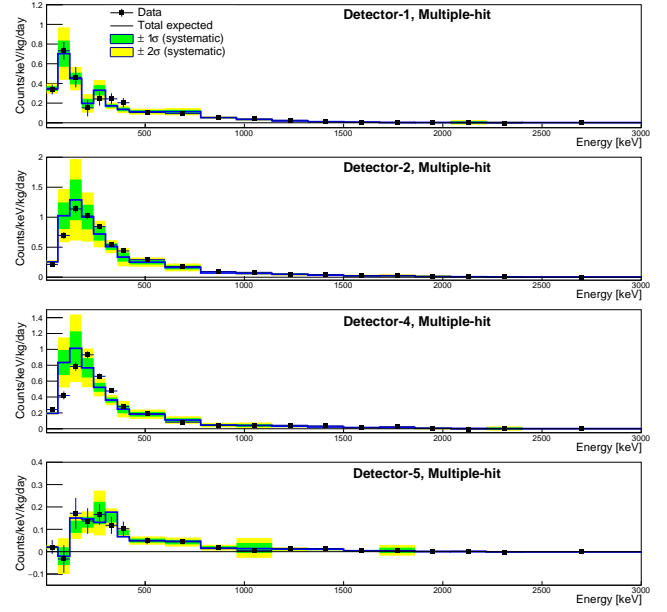 Detector-1, Multiple-hit
Data
Total expected
± 1σ (systematic)
± 2σ (systematic)
Counts/keV/kg/day
1.2
1
0.8
0.6
0.4
0.2
0
500 1000 1500 2000 2500 3000
Energy [keV]
Detector-2, Multiple-hit
Counts/keV/kg/day
2
1.5
1
0.5
0
500 1000 1500 2000 2500 3000
Energy [keV]
Detector-4, Multiple-hit
Counts/keV/kg/day
1.4
1.2
1
0.8
0.6
0.4
0.2
0
500 1000 1500 2000 2500 3000
Energy [keV]
Detector-5, Multiple-hit
Counts/keV/kg/day
0.4
0.3
0.2
0.1
0
−0.1
500 1000 1500 2000 2500 3000
Energy [keV]